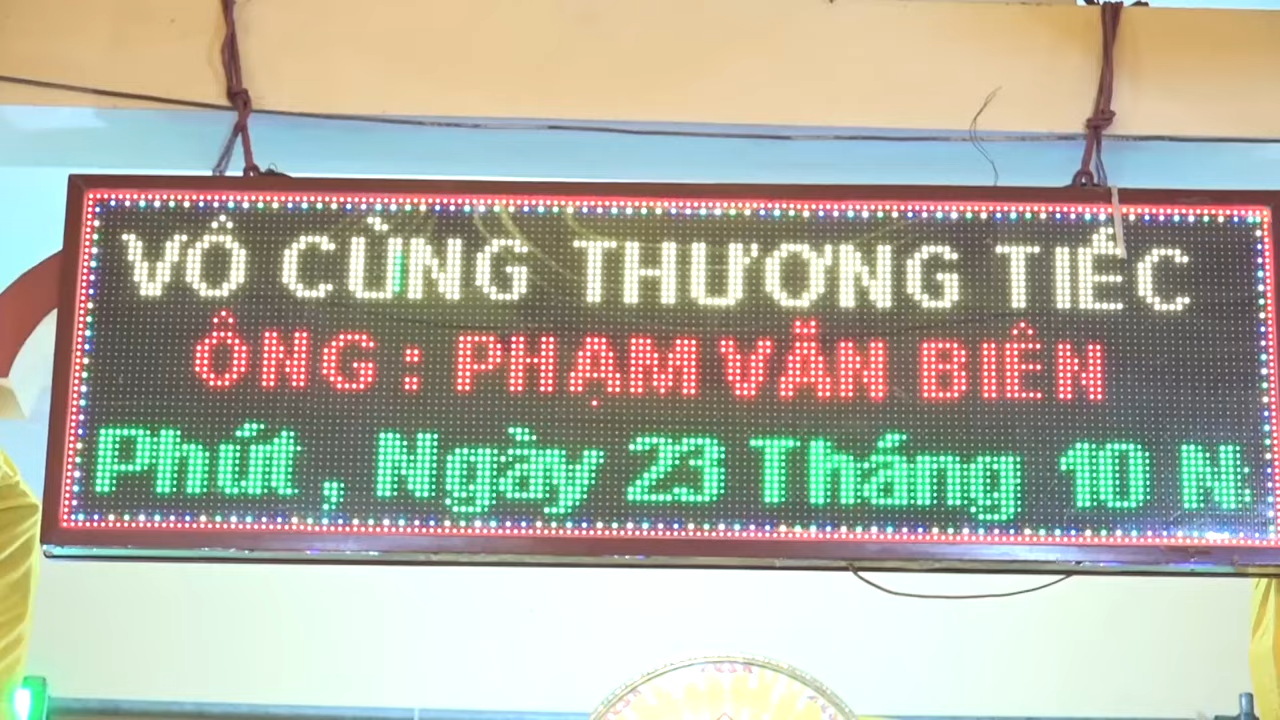 VÔ CÙNG THƯƠNG TIẾC
ÔNG : PHẠM VĂN BIÊN
Phút , Ngày 23 Tháng 10 N